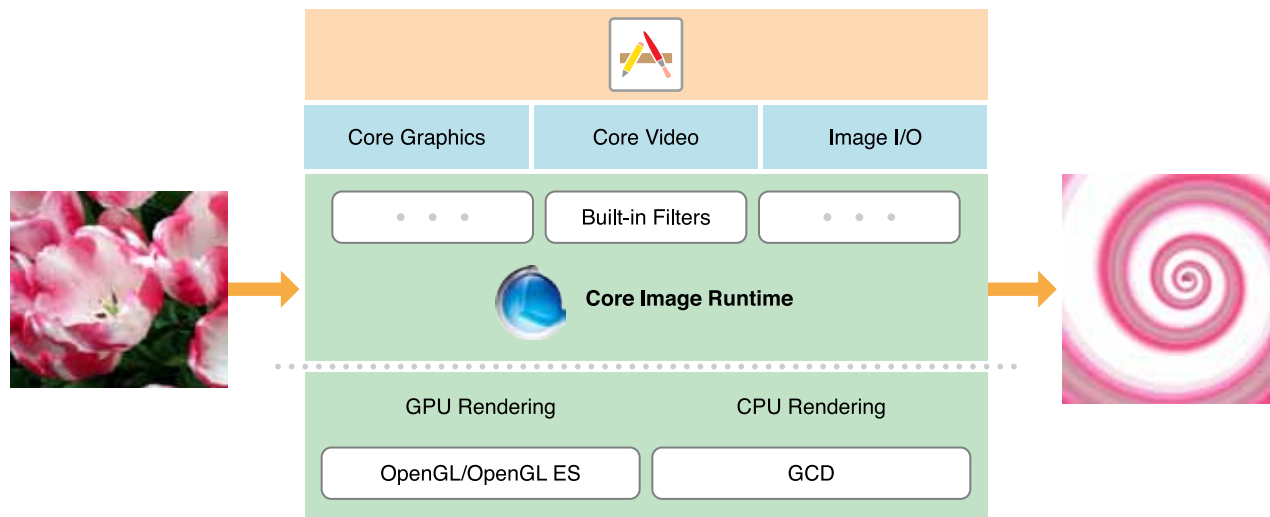 Core Graphics
Core Video
Image I/O
Built-in Filters
Core Image Runtime
GPU Rendering
CPU Rendering
OpenGL/OpenGL ES
GCD